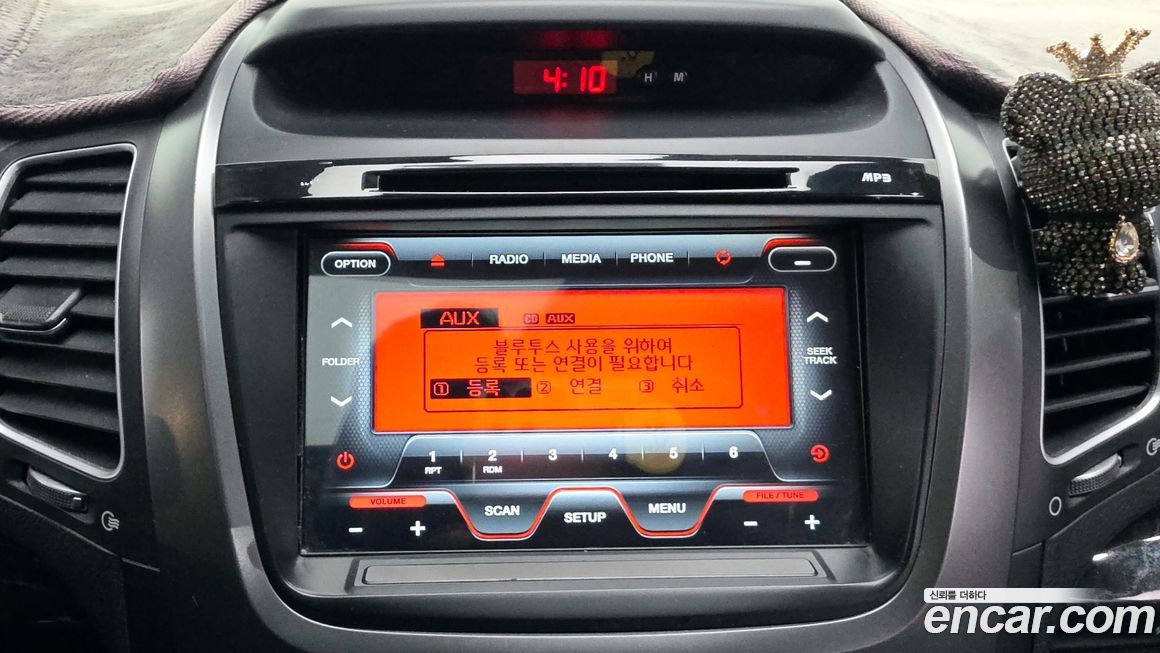 4:10 H M
MP3
OPTION RADIO MEDIA PHONE
AUX CD AUX
블루투스 사용을 위하여
등록 또는 연결이 필요합니다
① 등록 ② 연결 ③ 취소
FOLDER
SEEK
TRACK
1 2 3 4 5 6
RPT RDM
VOLUME
FILE / TUNE
- + SCAN SETUP MENU - +
신뢰를 더하다
encar.com